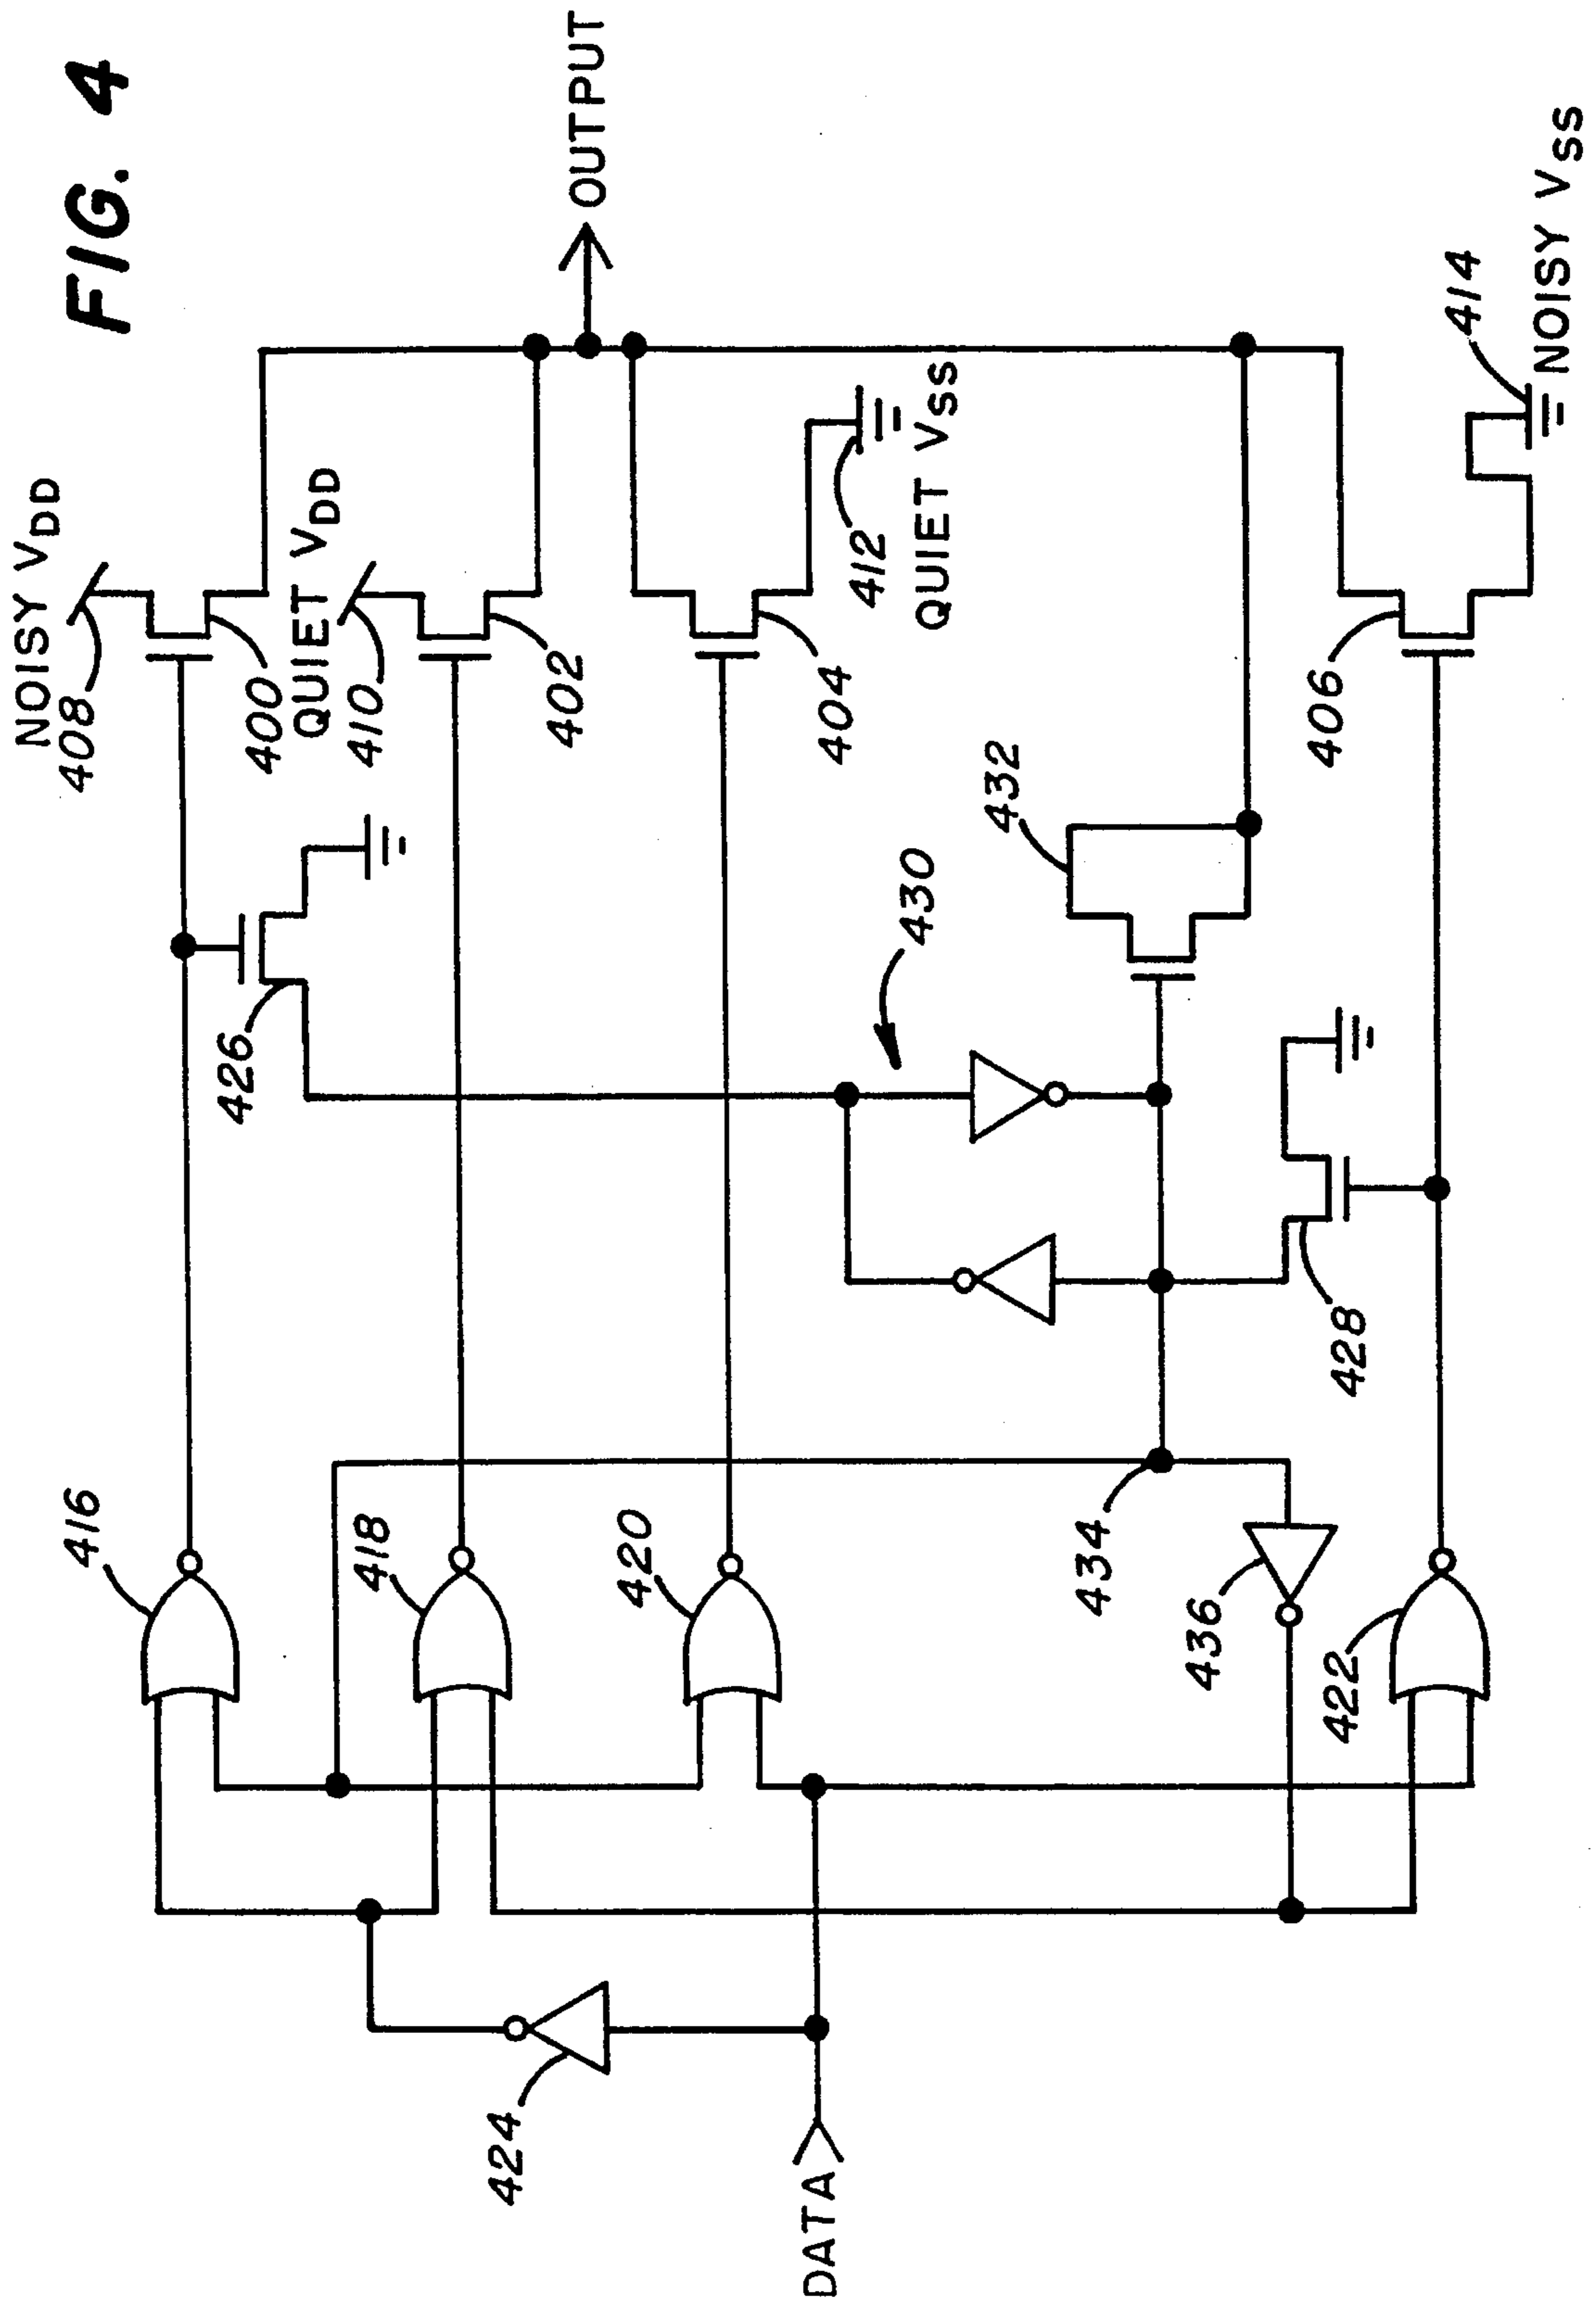 FIG. 4
NOISY VDD
408
400
QUIET VDD
410
402
OUTPUT
404
412
QUIET VSS
426
430
432
406
414
NOISY VSS
416
418
420
434
436
428
422
424
DATA